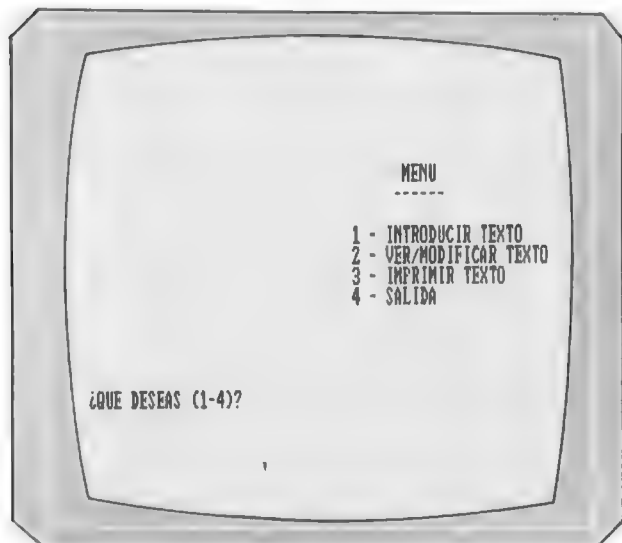 MENU
------
1 - INTRODUCIR TEXTO
2 - VER/MODIFICAR TEXTO
3 - IMPRIMIR TEXTO
4 - SALIDA
¿QUE DESEAS (1-4)?